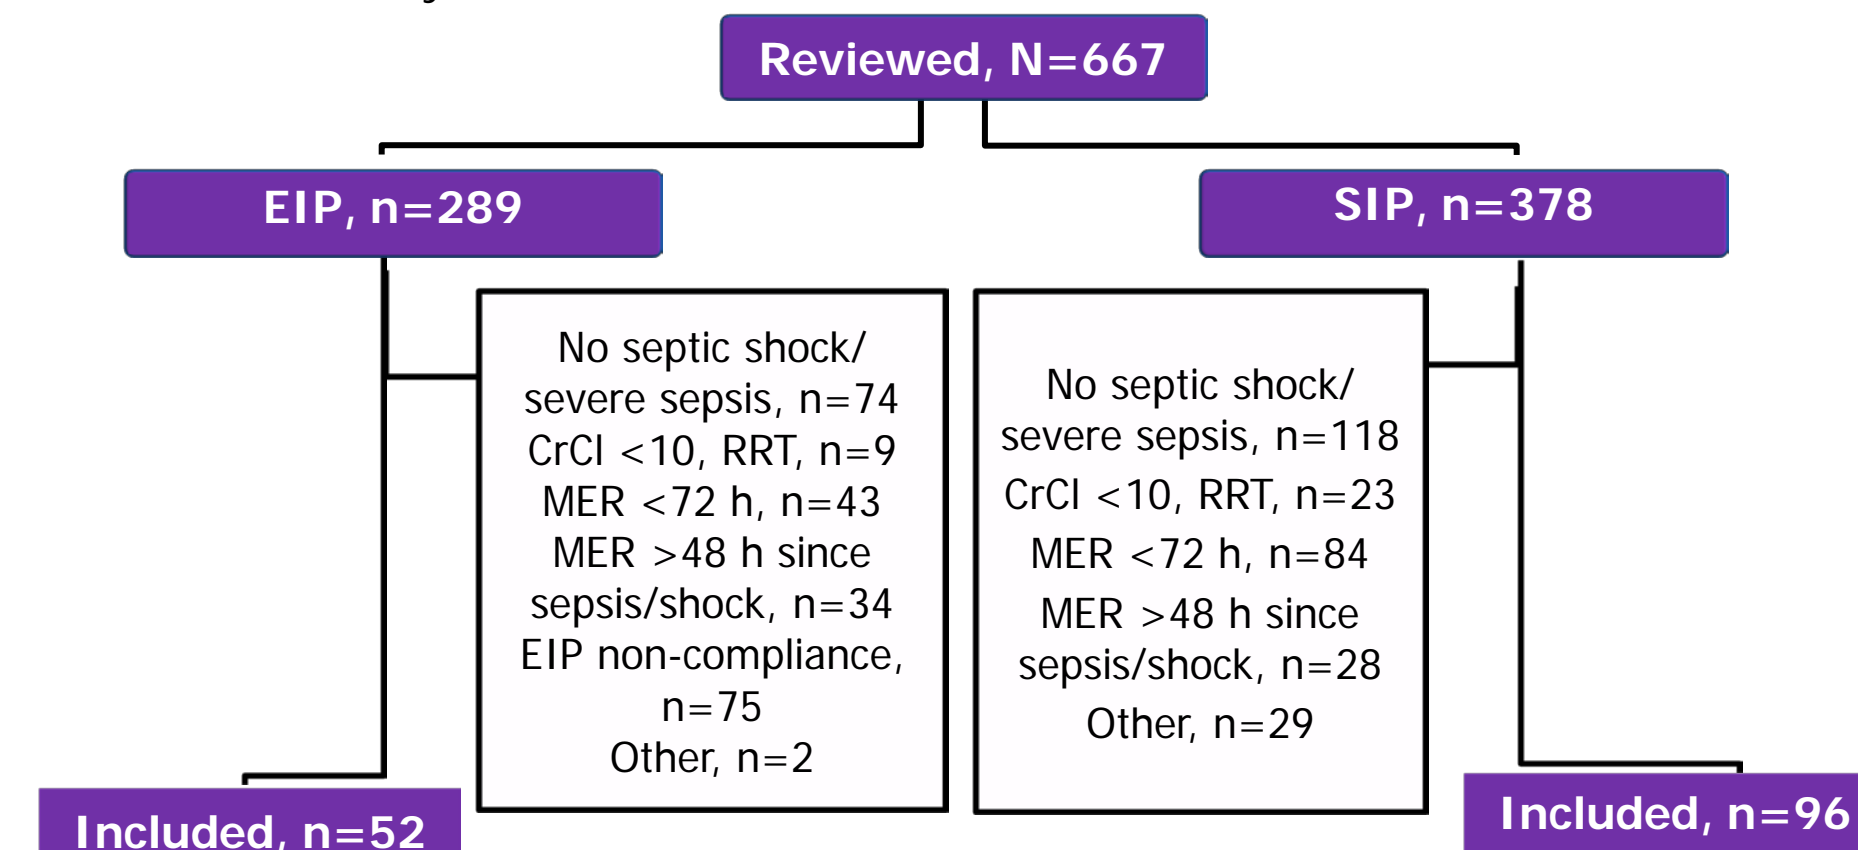 Reviewed, N=667
EIP, n=289
SIP, n=378
No septic shock/
severe sepsis, n=74
CrCl <10, RRT, n=9
MER <72 h, n=43
MER >48 h since
sepsis/shock, n=34
EIP non-compliance,
n=75
Other, n=2
No septic shock/
severe sepsis, n=118
CrCl <10, RRT, n=23
MER <72 h, n=84
MER >48 h since
sepsis/shock, n=28
Other, n=29
Included, n=52
Included, n=96